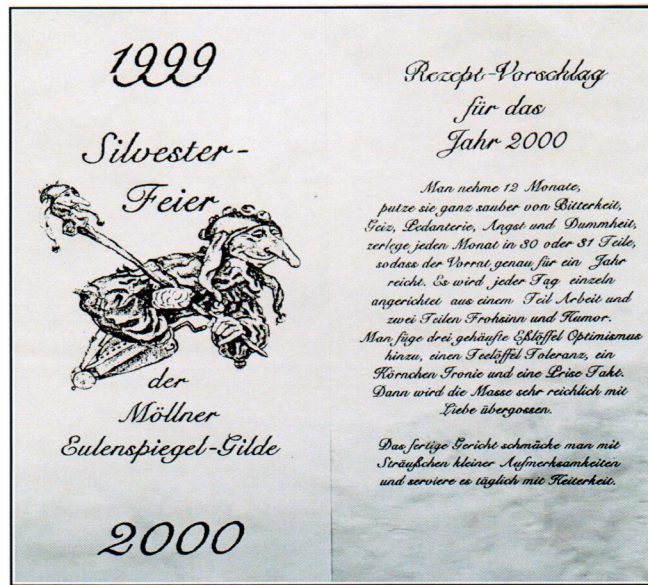 1999
Silvester-
Feier
der
Möllner
Eulenspiegel-Gilde
2000
Rezept-Vorschlag
für das
Jahr 2000
Man nehme 12 Monate,
putze sie ganz sauber von Bitterkeit,
Geiz, Pedanterie, Angst und Dummheit,
zerlege jeden Monat in 30 oder 31 Teile,
sodass der Vorrat genau für ein Jahr
reicht. Es wird jeder Tag einzeln
angerichtet aus einem Teil Arbeit und
zwei Teilen Frohsinn und Humor.
Man füge drei gehäufte Eßlöffel Optimismus
hinzu, einen Teelöffel Toleranz, ein
Körnchen Ironie und eine Prise Takt.
Dann wird die Masse sehr reichlich mit
Liebe übergossen.
Das fertige Gericht schmücke man mit
Sträußchen kleiner Aufmerksamkeiten
und serviere es täglich mit Heiterkeit.